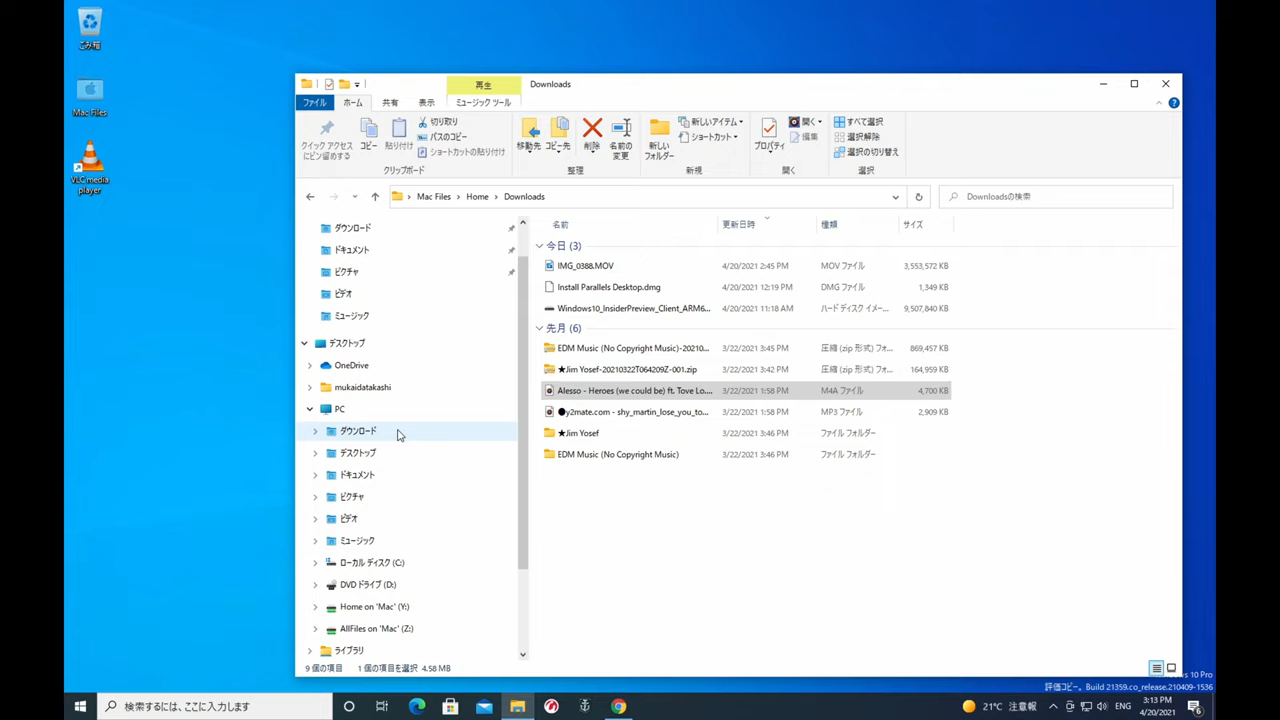 ごみ箱
Mac Files
VLC media
player
再生
Downloads
ファイル
ホーム
共有
表示
ミュージック ツール
クイック アクセス
にピン留めする
コピー
貼り付け
切り取り
パスのコピー
ショートカットの貼り付け
クリップボード
移動先
コピー先
削除
名前の
変更
整理
新しい
フォルダー
新しいアイテム
ショートカット
新規
プロパティ
開く
編集
開く
すべて選択
選択解除
選択の切り替え
選択
Mac Files › Home › Downloads
Downloadsの検索
ダウンロード
ドキュメント
ピクチャ
ビデオ
ミュージック
デスクトップ
OneDrive
mukaidatakashi
PC
ダウンロード
デスクトップ
ドキュメント
ピクチャ
ビデオ
ミュージック
ローカル ディスク (C:)
DVD ドライブ (D:)
Home on 'Mac' (Y:)
AllFiles on 'Mac' (Z:)
ライブラリ
名前 更新日時 種類 サイズ
今日 (3)
IMG_0388.MOV 4/20/2021 2:45 PM MOV ファイル 3,553,572 KB
Install Parallels Desktop.dmg 4/20/2021 12:19 PM DMG ファイル 1,349 KB
Windows10_InsiderPreview_Client_ARM6... 4/20/2021 11:18 AM ハード ディスク イメー... 9,507,840 KB
先月 (6)
EDM Music (No Copyright Music)-20210... 3/22/2021 3:45 PM 圧縮 (zip 形式) フォ... 869,457 KB
★Jim Yosef-20210322T064209Z-001.zip 3/22/2021 3:42 PM 圧縮 (zip 形式) フォ... 164,959 KB
Alesso - Heroes (we could be) ft. Tove Lo.... 3/22/2021 1:58 PM M4A ファイル 4,700 KB
●y2mate.com - shy_martin_lose_you_to... 3/22/2021 1:58 PM MP3 ファイル 2,909 KB
★Jim Yosef 3/22/2021 3:46 PM ファイル フォルダー
EDM Music (No Copyright Music) 3/22/2021 3:46 PM ファイル フォルダー
9 個の項目 1 個の項目を選択 4.58 MB
10 Pro
評価コピー。 Build 21359.co_release.210409-1536
検索するには、ここに入力します
21°C 注意報
ENG
3:13 PM
4/20/2021
6